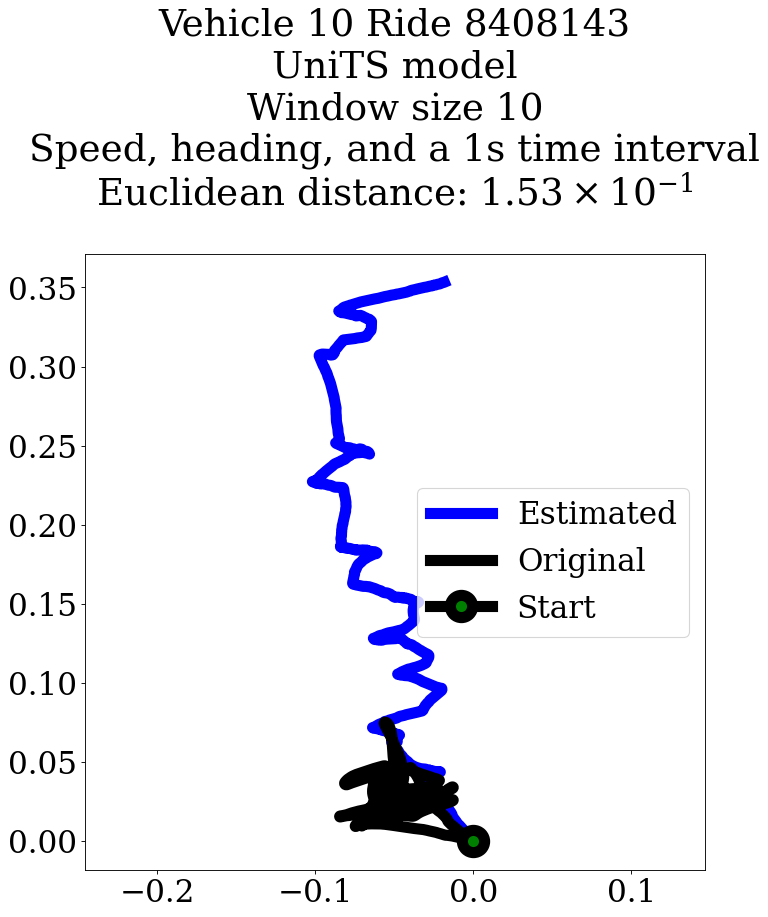 Vehicle 10 Ride 8408143
UniTS model
Window size 10
Speed, heading, and a 1s time interval
Euclidean distance: 1.53 × 10⁻¹
0.35
0.30
0.25
0.20
0.15
0.10
0.05
0.00
Estimated
Original
Start
−0.2
−0.1
0.0
0.1